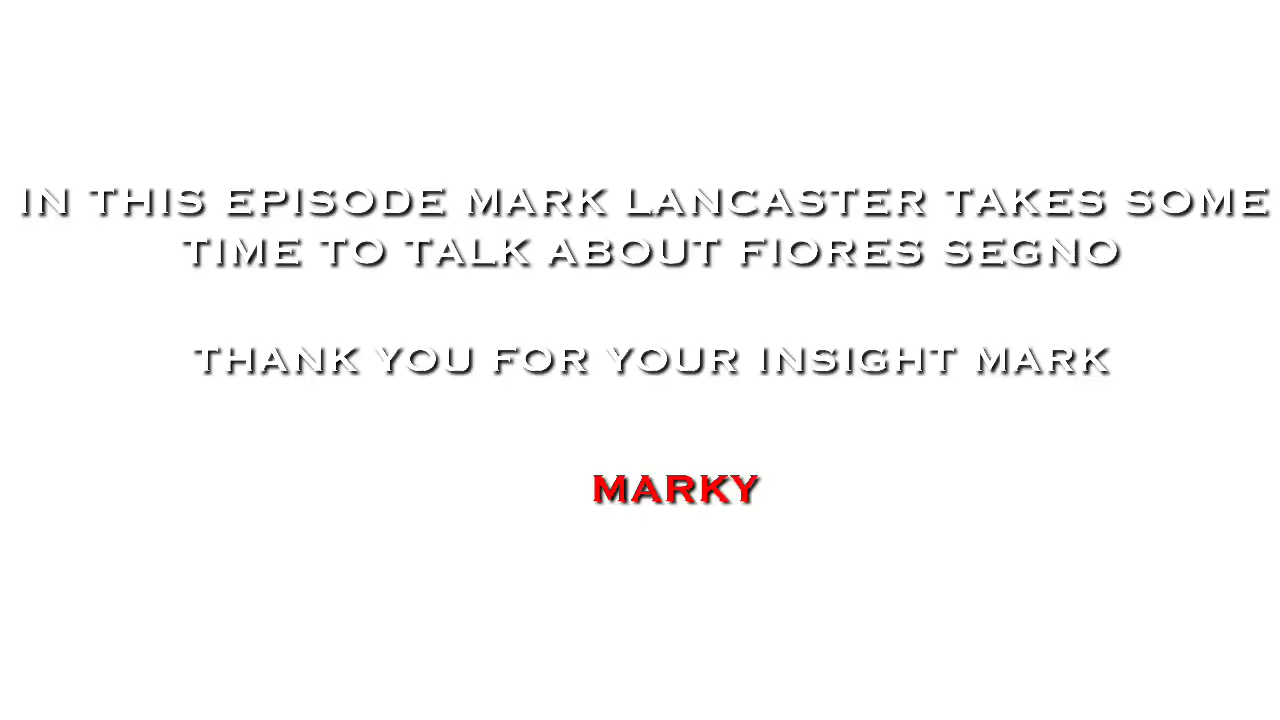 IN THIS EPISODE MARK LANCASTER TAKES SOME
TIME TO TALK ABOUT FIORES SEGNO
THANK YOU FOR YOUR INSIGHT MARK
MARKY